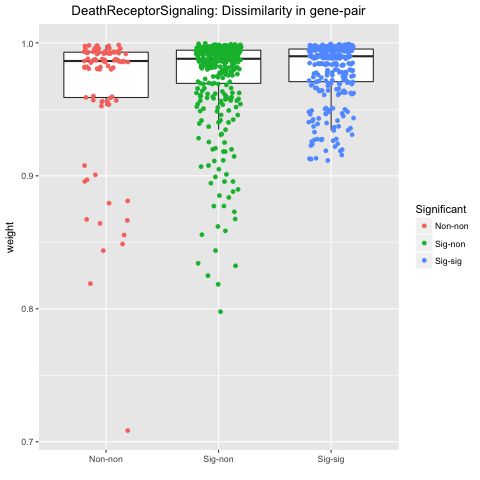 DeathReceptorSignaling: Dissimilarity in gene-pair
1.0
0.9
0.8
0.7
weight
Non-non
Sig-non
Sig-sig
Significant
Non-non
Sig-non
Sig-sig